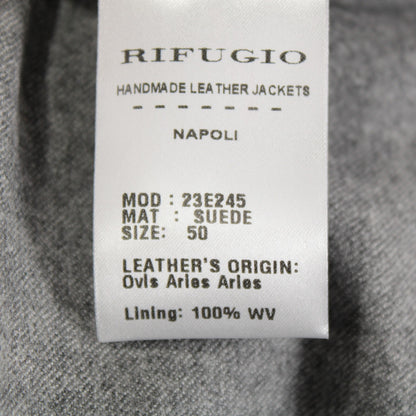 RIFUGIO
HANDMADE LEATHER JACKETS
- - - - - - -
NAPOLI
MOD : 23E245
MAT : SUEDE
SIZE: 50
LEATHER'S ORIGIN:
Ovis Aries Aries
Lining: 100% WV